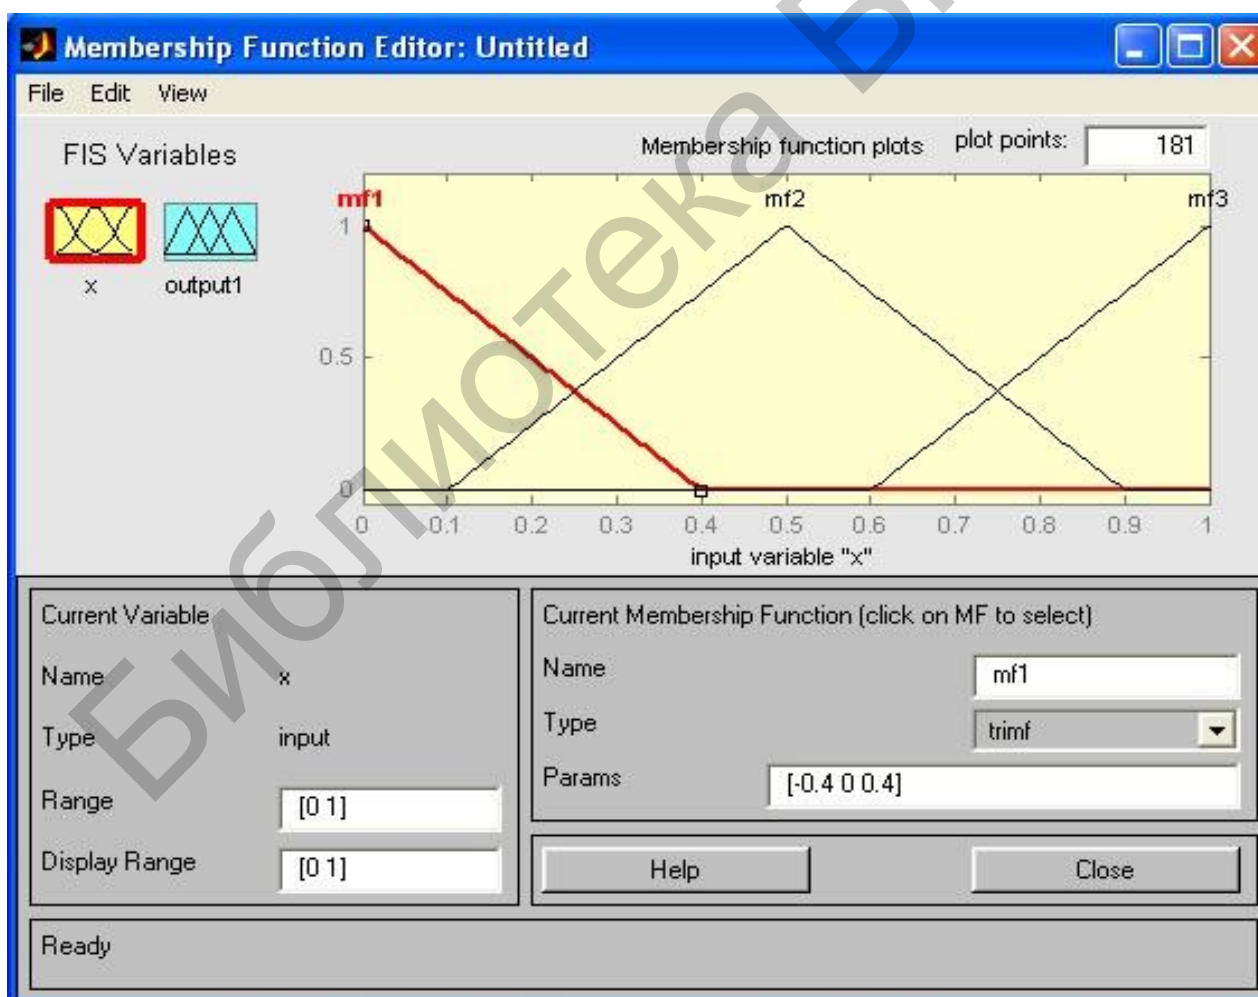 Membership Function Editor: Untitled
File Edit View
FIS Variables
Membership function plots plot points: 181
mf1 mf2 mf3
x output1
1
0.5
0
0 0.1 0.2 0.3 0.4 0.5 0.6 0.7 0.8 0.9 1
input variable "x"
Current Variable
Name x
Type input
Range [0 1]
Display Range [0 1]
Current Membership Function (click on MF to select)
Name mf1
Type trimf
Params [-0.4 0 0.4]
Help Close
Ready
Библиотека